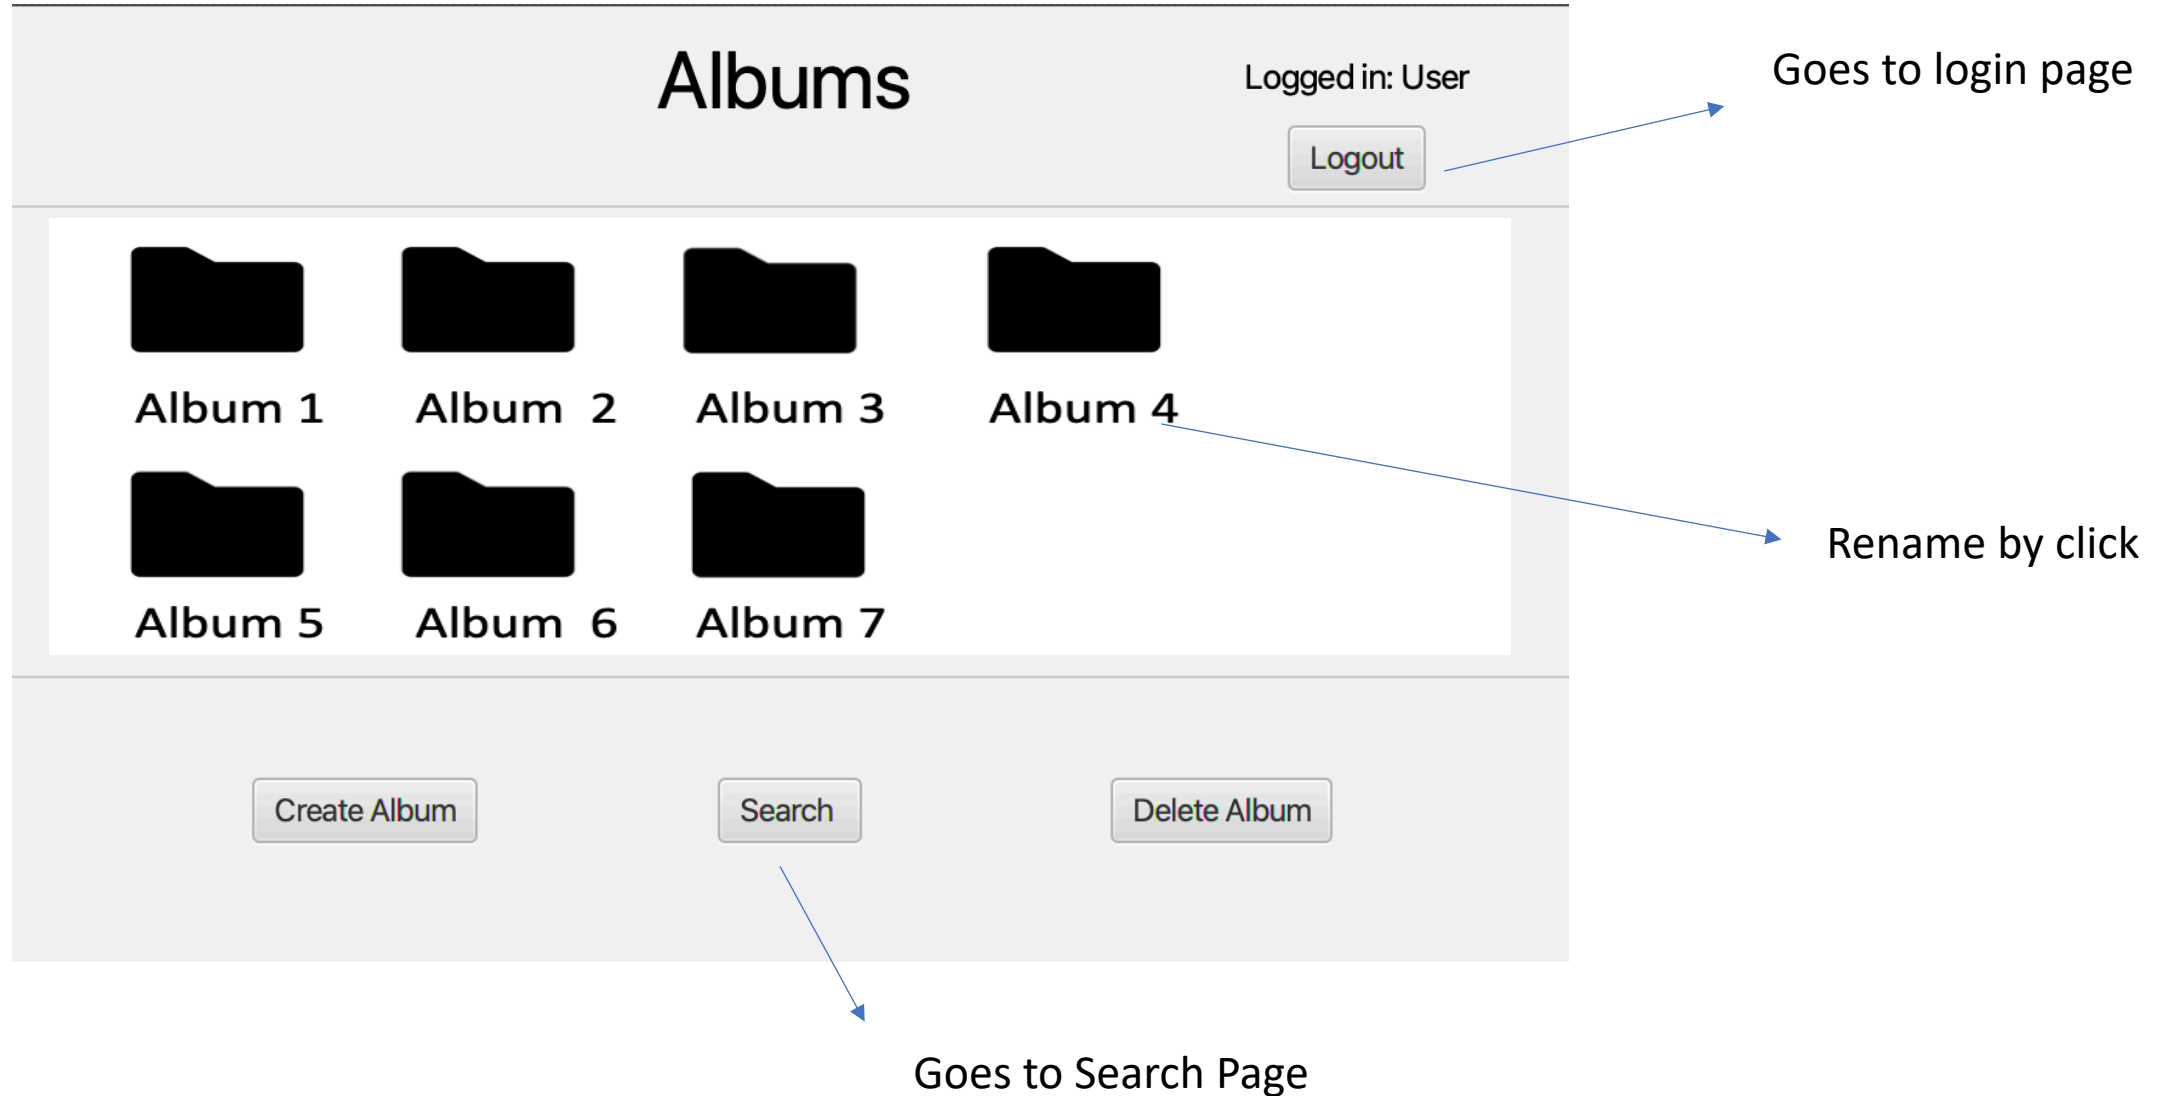 Albums
Logged in: User
Goes to login page
Logout
Album 1 Album  2 Album 3 Album 4
Rename by click
Album 5 Album  6 Album 7
Create Album Search Delete Album
Goes to Search Page